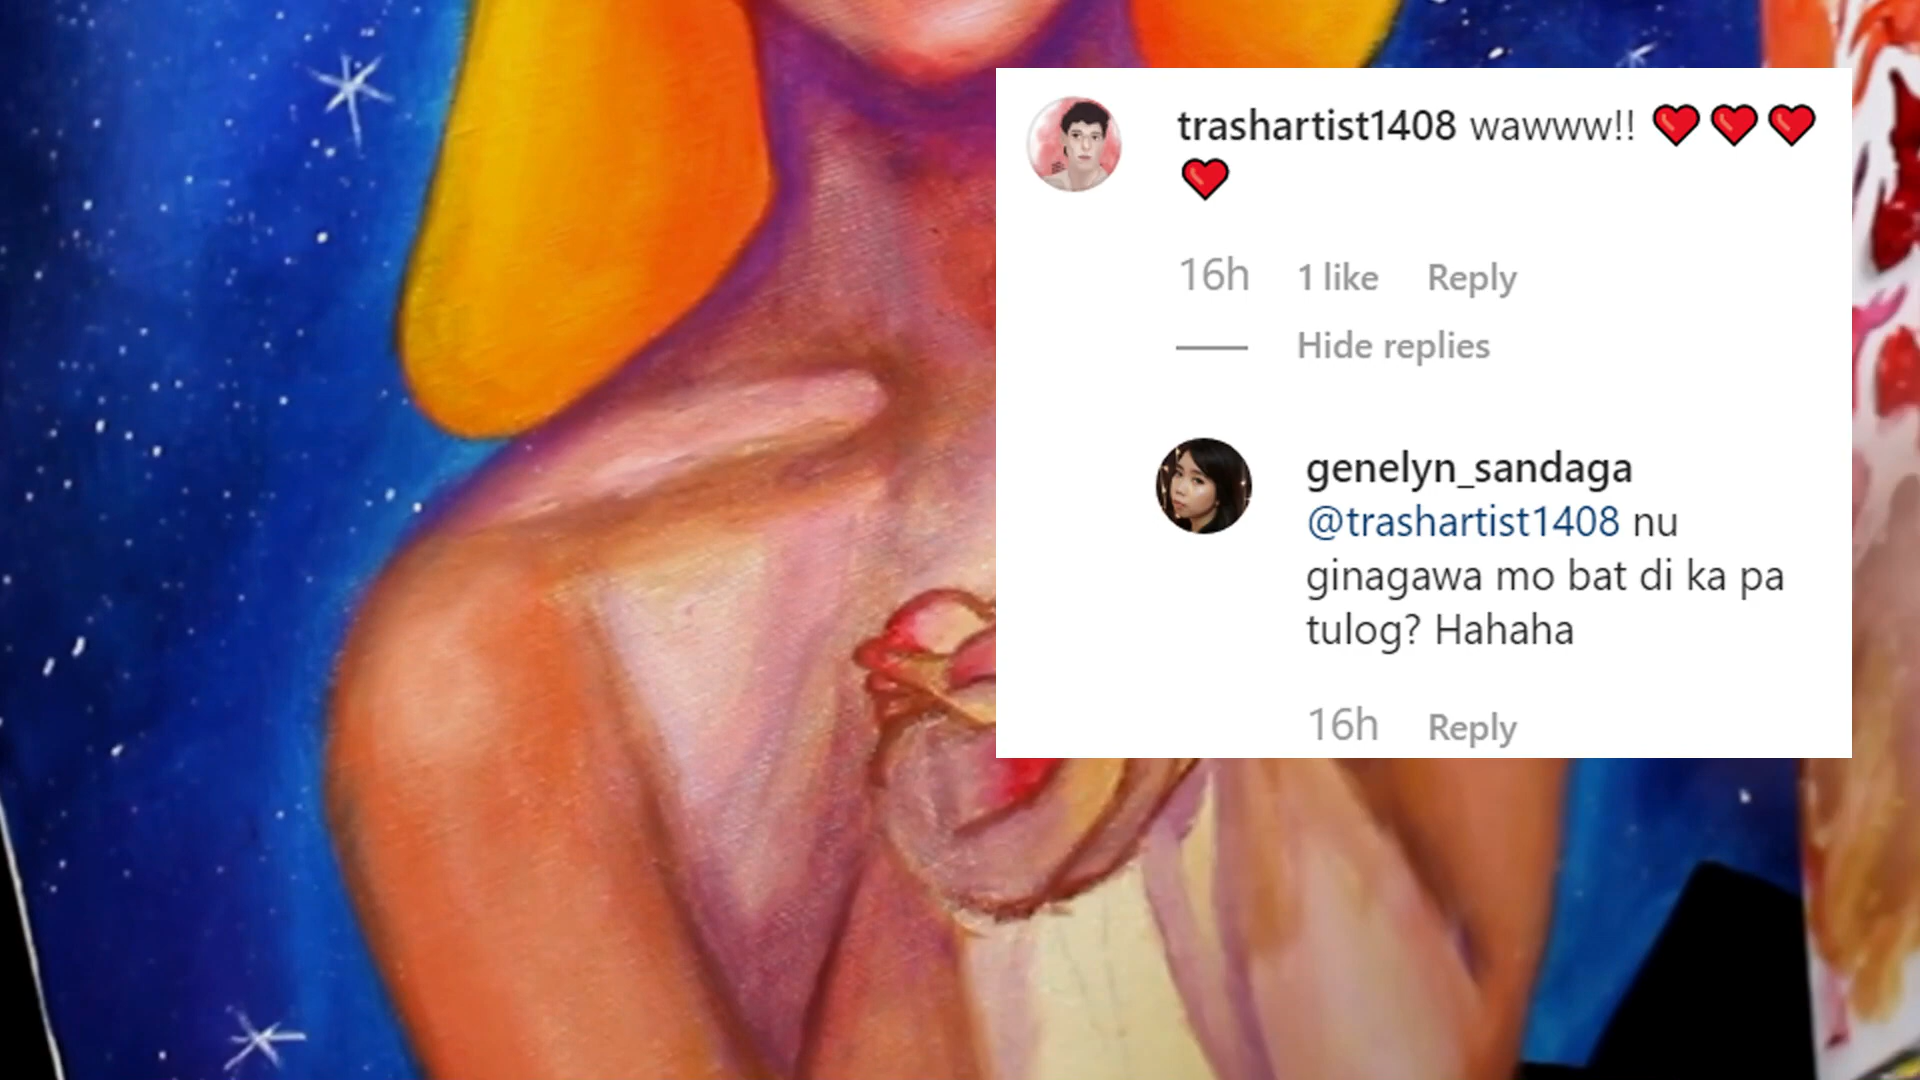 trashartist1408 wawww!! ❤️❤️❤️
❤️
16h 1 like Reply
Hide replies
genelyn_sandaga
@trashartist1408 nu
ginagawa mo bat di ka pa
tulog? Hahaha
16h Reply